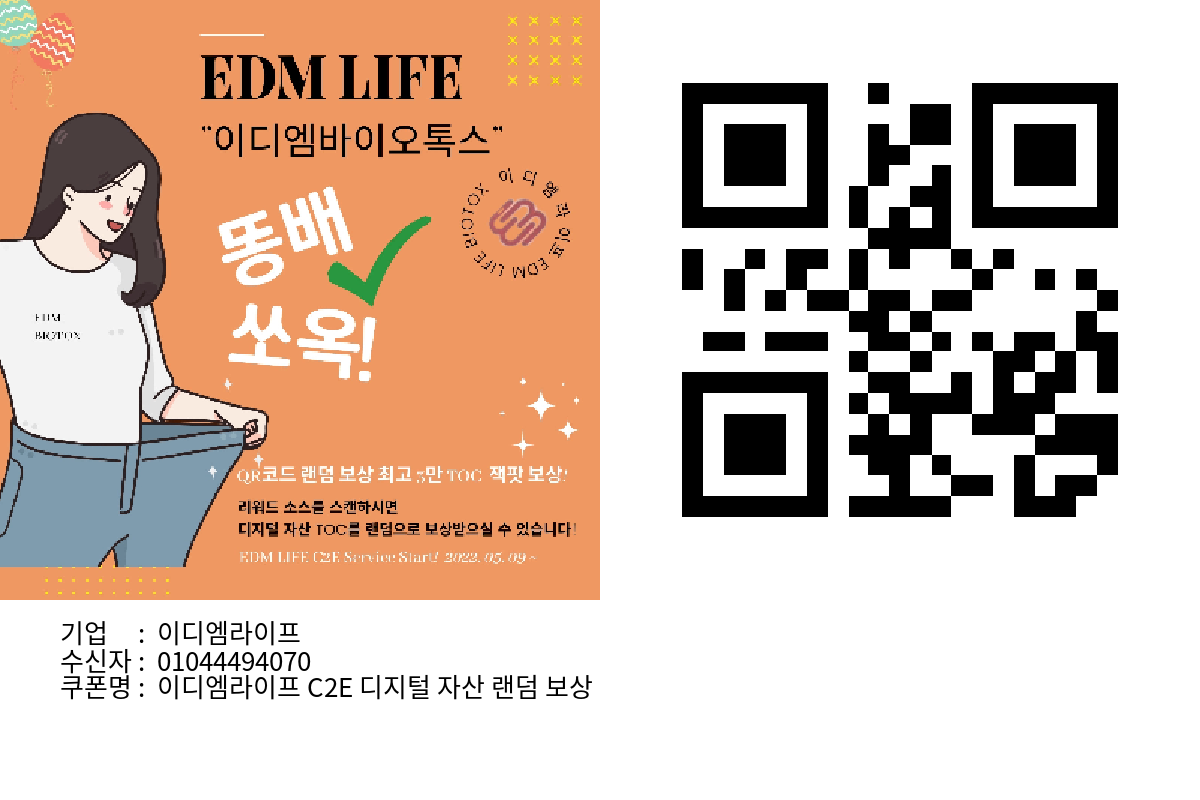 EDM LIFE
"이디엠바이오톡스"
이디엠라이프 EDM LIFE BIOTOX
똥배
쏘옥!
EDM
BIOTOX
QR코드 랜덤 보상 최고 5만 TOC 잭팟 보상!
리워드 소스를 스캔하시면
디지털 자산 TOC를 랜덤으로 보상받으실 수 있습니다!
EDM LIFE C2E Service Start! 2022. 05. 09 ~
기업 : 이디엠라이프
수신자 : 01044494070
쿠폰명 : 이디엠라이프 C2E 디지털 자산 랜덤 보상